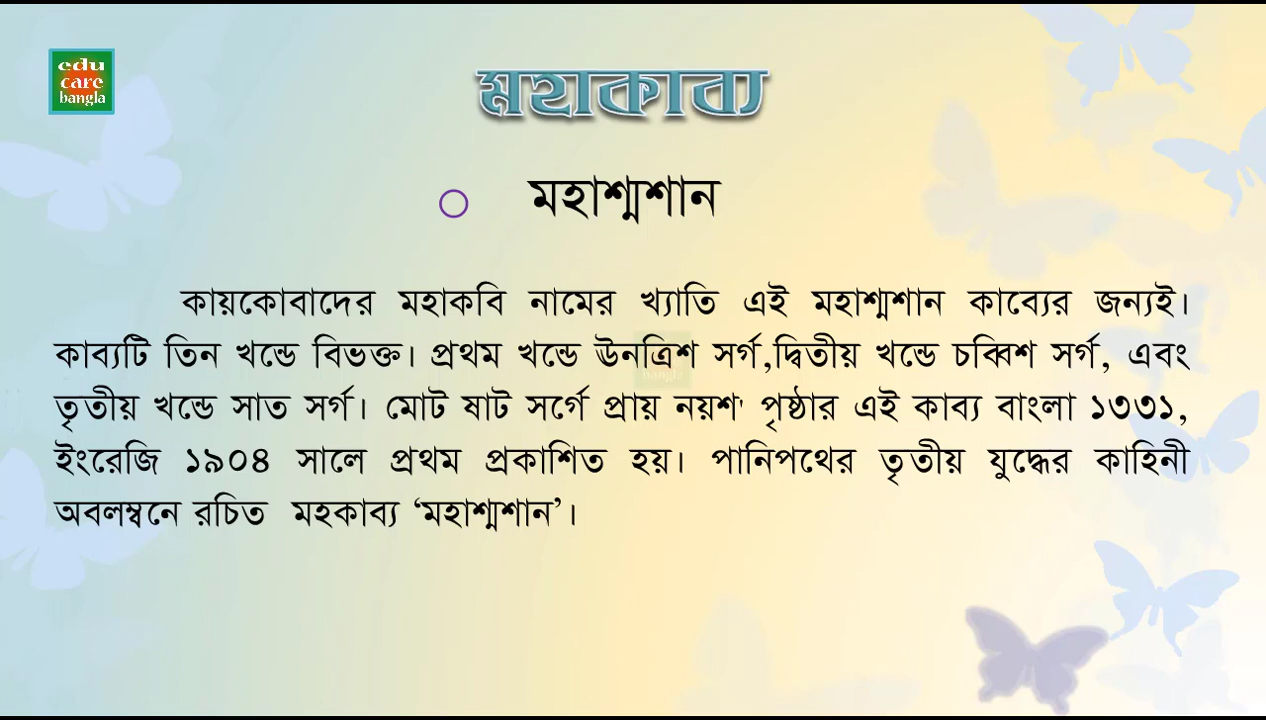 edu
care
bangla
মহাকাব্য
মহাশ্মশান
কায়কোবাদের মহাকবি নামের খ্যাতি এই মহাশ্মশান কাব্যের জন্যই।
কাব্যটি তিন খন্ডে বিভক্ত। প্রথম খন্ডে ঊনত্রিশ সর্গ,দ্বিতীয় খন্ডে চব্বিশ সর্গ, এবং
তৃতীয় খন্ডে সাত সর্গ। মোট ষাট সর্গে প্রায় নয়শ' পৃষ্ঠার এই কাব্য বাংলা ১৩৩১,
ইংরেজি ১৯০৪ সালে প্রথম প্রকাশিত হয়। পানিপথের তৃতীয় যুদ্ধের কাহিনী
অবলম্বনে রচিত মহকাব্য ‘মহাশ্মশান’।